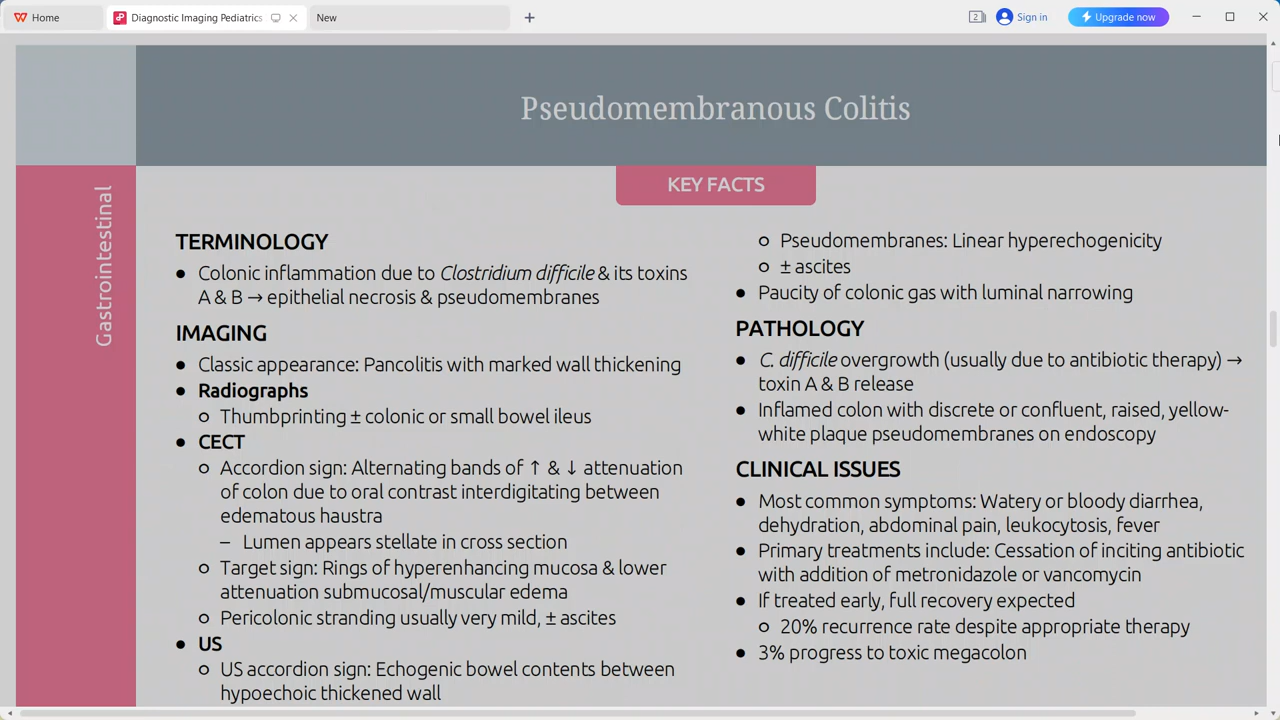 Home
Diagnostic Imaging Pediatrics
New
2
Sign in
Upgrade now
Pseudomembranous Colitis
Gastrointestinal
KEY FACTS
TERMINOLOGY
● Colonic inflammation due to Clostridium difficile & its toxins
A & B → epithelial necrosis & pseudomembranes
IMAGING
● Classic appearance: Pancolitis with marked wall thickening
● Radiographs
○ Thumbprinting ± colonic or small bowel ileus
● CECT
○ Accordion sign: Alternating bands of ↑ & ↓ attenuation
of colon due to oral contrast interdigitating between
edematous haustra
– Lumen appears stellate in cross section
○ Target sign: Rings of hyperenhancing mucosa & lower
attenuation submucosal/muscular edema
○ Pericolonic stranding usually very mild, ± ascites
● US
○ US accordion sign: Echogenic bowel contents between
hypoechoic thickened wall
○ Pseudomembranes: Linear hyperechogenicity
○ ± ascites
● Paucity of colonic gas with luminal narrowing
PATHOLOGY
● C. difficile overgrowth (usually due to antibiotic therapy) →
toxin A & B release
● Inflamed colon with discrete or confluent, raised, yellow-
white plaque pseudomembranes on endoscopy
CLINICAL ISSUES
● Most common symptoms: Watery or bloody diarrhea,
dehydration, abdominal pain, leukocytosis, fever
● Primary treatments include: Cessation of inciting antibiotic
with addition of metronidazole or vancomycin
● If treated early, full recovery expected
○ 20% recurrence rate despite appropriate therapy
● 3% progress to toxic megacolon